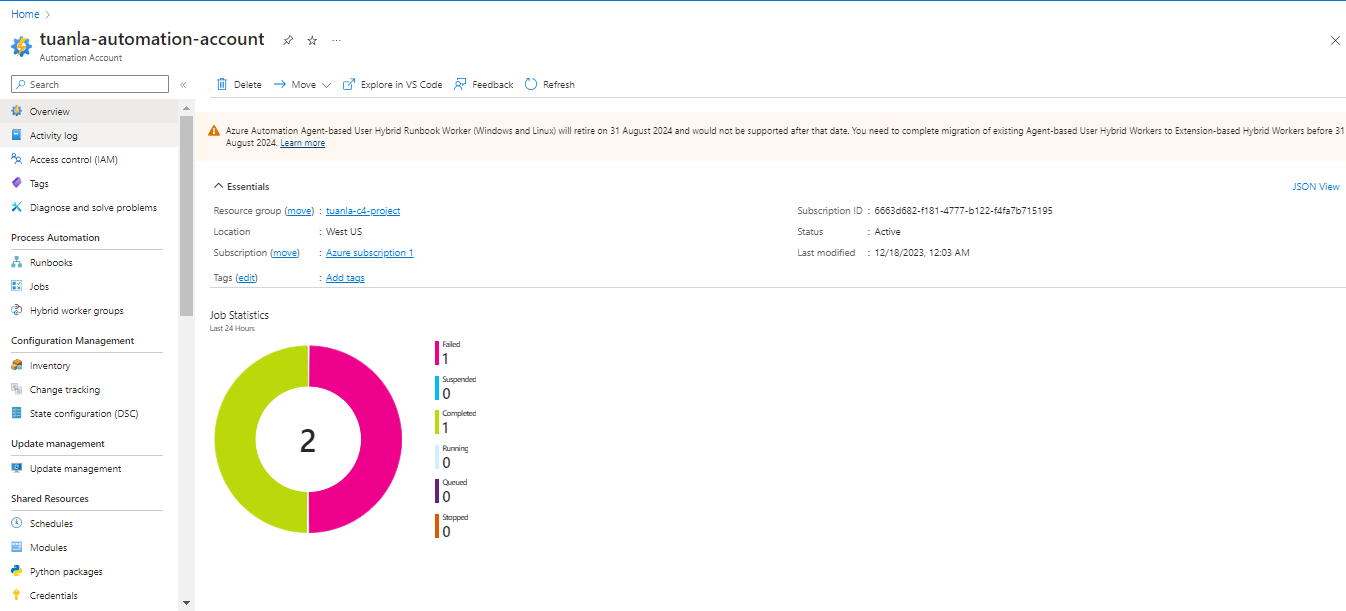 Home
tuanla-automation-account
Automation Account
Search
Delete Move Explore in VS Code Feedback Refresh
Overview
Activity log
Access control (IAM)
Tags
Diagnose and solve problems
Process Automation
Runbooks
Jobs
Hybrid worker groups
Configuration Management
Inventory
Change tracking
State configuration (DSC)
Update management
Update management
Shared Resources
Schedules
Modules
Python packages
Credentials
Azure Automation Agent-based User Hybrid Runbook Worker (Windows and Linux) will retire on 31 August 2024 and would not be supported after that date. You need to complete migration of existing Agent-based User Hybrid Workers to Extension-based Hybrid Workers before 31
August 2024. Learn more
Essentials
JSON View
Resource group (move) : tuanla-c4-project
Location : West US
Subscription (move) : Azure subscription 1
Tags (edit) : Add tags
Subscription ID : 6663d682-f181-4777-b122-f4fa7b715195
Status : Active
Last modified : 12/18/2023, 12:03 AM
Job Statistics
Last 24 Hours
2
Failed
1
Suspended
0
Completed
1
Running
0
Queued
0
Stopped
0